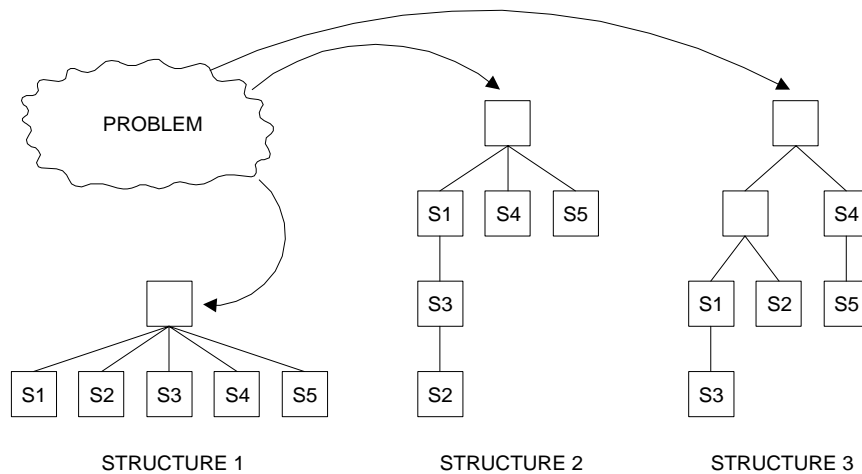 PROBLEM
S1 S4 S5
S4
S3
S1 S2 S5
S1 S2 S3 S4 S5
S2
S3
STRUCTURE 1 STRUCTURE 2 STRUCTURE 3